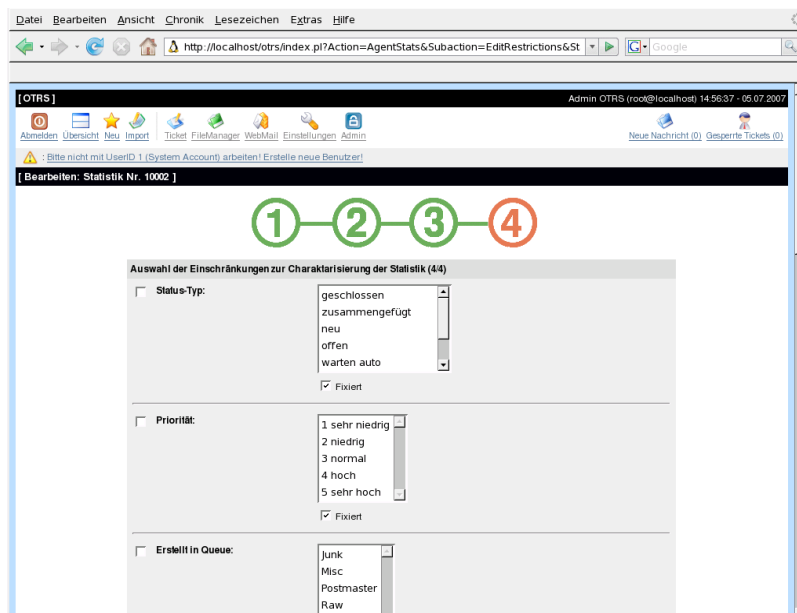 Datei Bearbeiten Ansicht Chronik Lesezeichen Extras Hilfe
http://localhost/otrs/index.pl?Action=AgentStats&Subaction=EditRestrictions&St
G Google
[ OTRS ]
Admin OTRS (root@localhost) 14:56:37 - 05.07.2007
Abmelden Übersicht Neu Import Ticket FileManager WebMail Einstellungen Admin
Neue Nachricht (0) Gesperrte Tickets (0)
: Bitte nicht mit UserID 1 (System Account) arbeiten! Erstelle neue Benutzer!
[ Bearbeiten: Statistik Nr. 10002 ]
1 2 3 4
Auswahl der Einschränkungen zur Charaktarisierung der Statistik (4/4)
Status-Typ:
geschlossen
zusammengefügt
neu
offen
warten auto
Fixiert
Priorität:
1 sehr niedrig
2 niedrig
3 normal
4 hoch
5 sehr hoch
Fixiert
Erstellt in Queue:
Junk
Misc
Postmaster
Raw